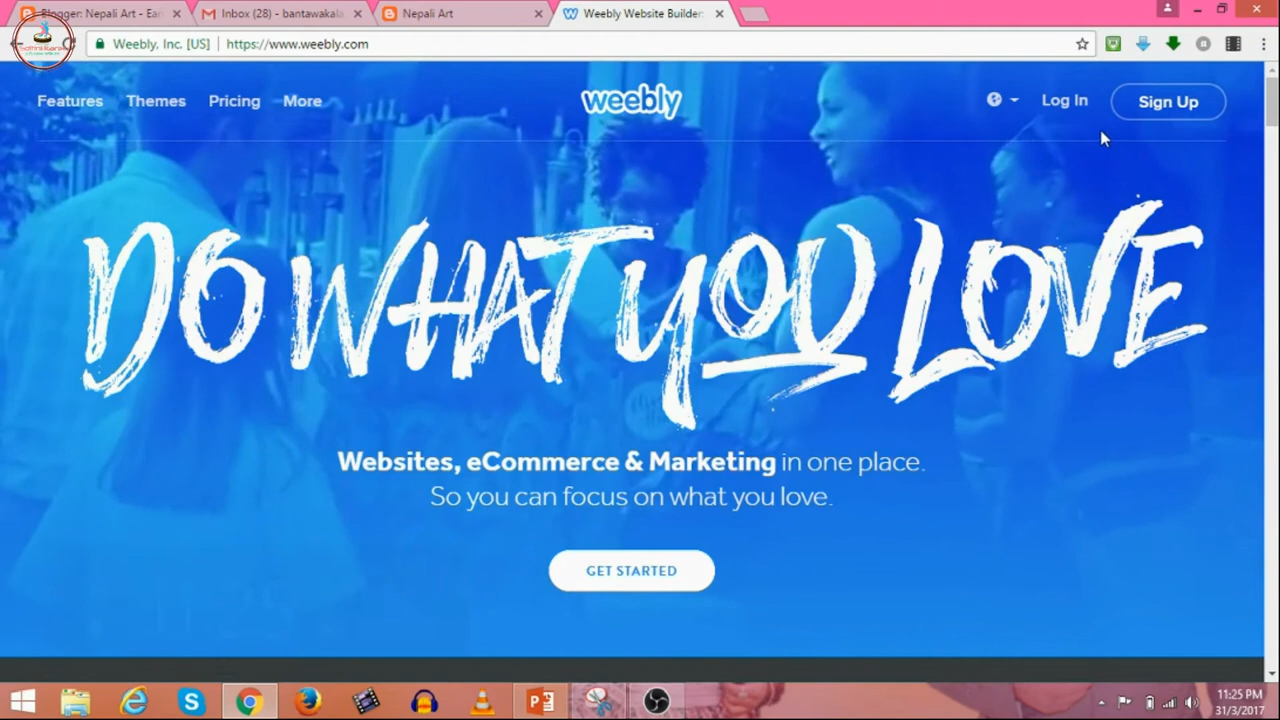 Blogger: Nepali Art - Ear
Inbox (28) - bantawakala
Nepali Art
Weebly Website Builder:
Weebly, Inc. [US]
https://www.weebly.com
Features
Themes
Pricing
More
weebly
Log In
Sign Up
DO WHAT YOU LOVE
Websites, eCommerce & Marketing in one place.
So you can focus on what you love.
GET STARTED
11:25 PM
31/3/2017